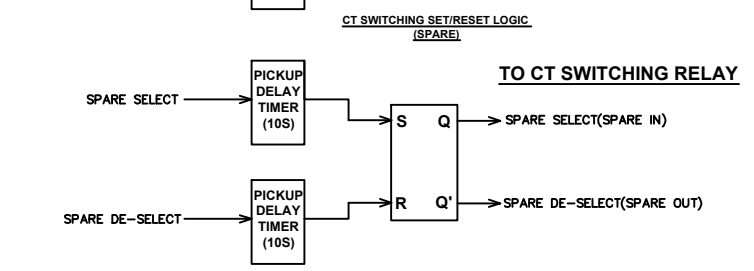 CT SWITCHING SET/RESET LOGIC
(SPARE)
TO CT SWITCHING RELAY
SPARE SELECT
PICKUP
DELAY
TIMER
(10S)
S Q
SPARE SELECT(SPARE IN)
SPARE DE-SELECT
PICKUP
DELAY
TIMER
(10S)
R Q'
SPARE DE-SELECT(SPARE OUT)